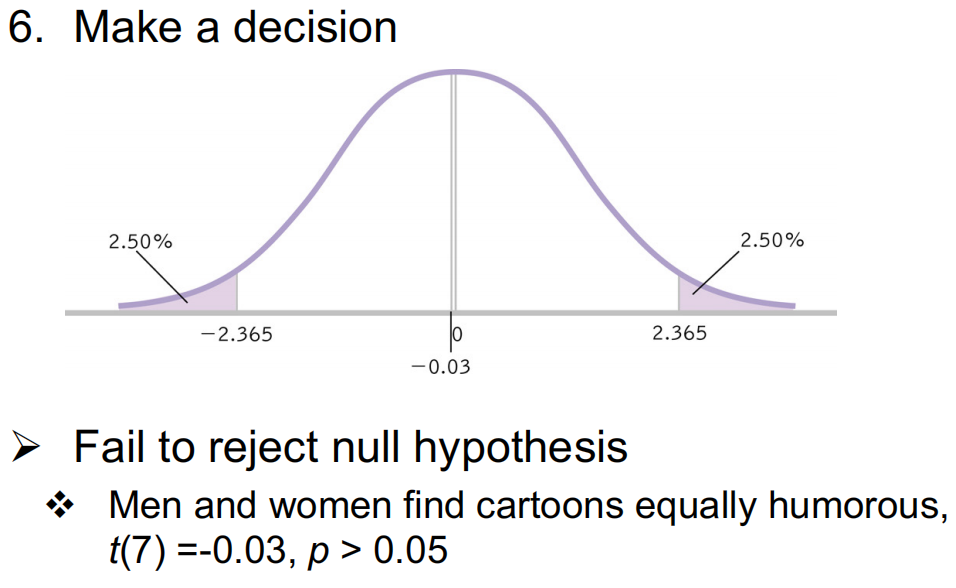 6. Make a decision
2.50%
2.50%
−2.365
0
2.365
−0.03
➢ Fail to reject null hypothesis
❖ Men and women find cartoons equally humorous,
t(7) =-0.03, p > 0.05